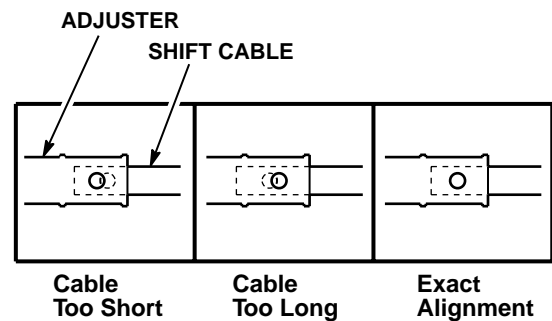 ADJUSTER
SHIFT CABLE
Cable
Too Short
Cable
Too Long
Exact
Alignment